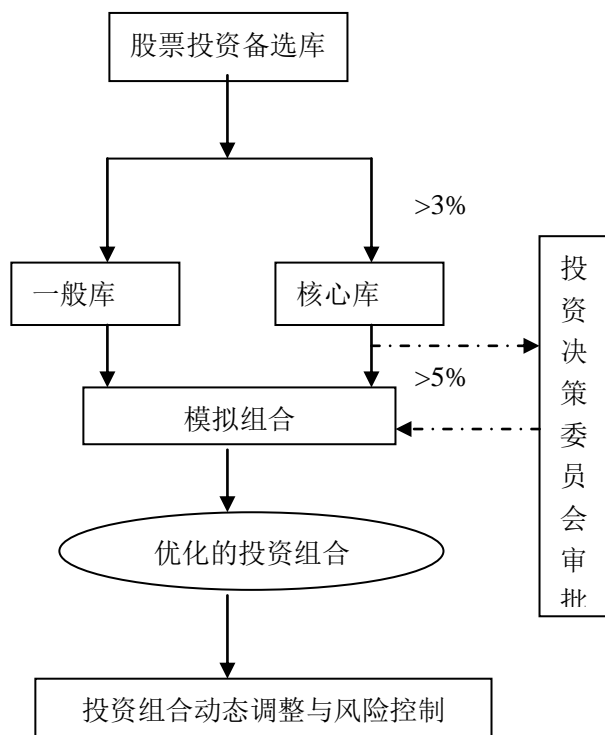 股票投资备选库
>3%
一般库
核心库
投资决策委员会审批
>5%
模拟组合
优化的投资组合
投资组合动态调整与风险控制